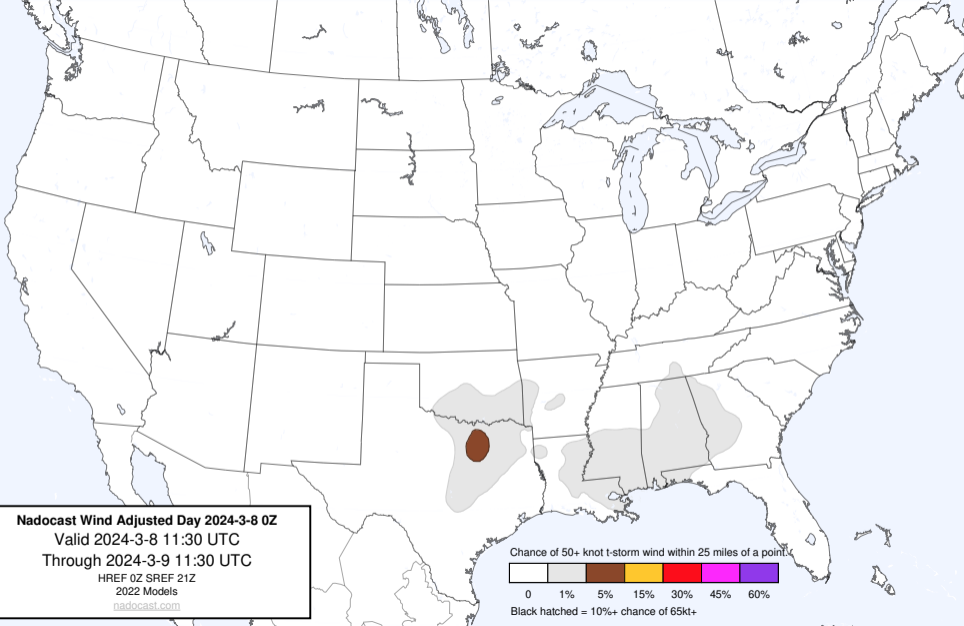 Nadocast Wind Adjusted Day 2024-3-8 0Z
Valid 2024-3-8 11:30 UTC
Through 2024-3-9 11:30 UTC
HREF 0Z SREF 21Z
2022 Models
nadocast.com
Chance of 50+ knot t-storm wind within 25 miles of a point.
0 1% 5% 15% 30% 45% 60%
Black hatched = 10%+ chance of 65kt+